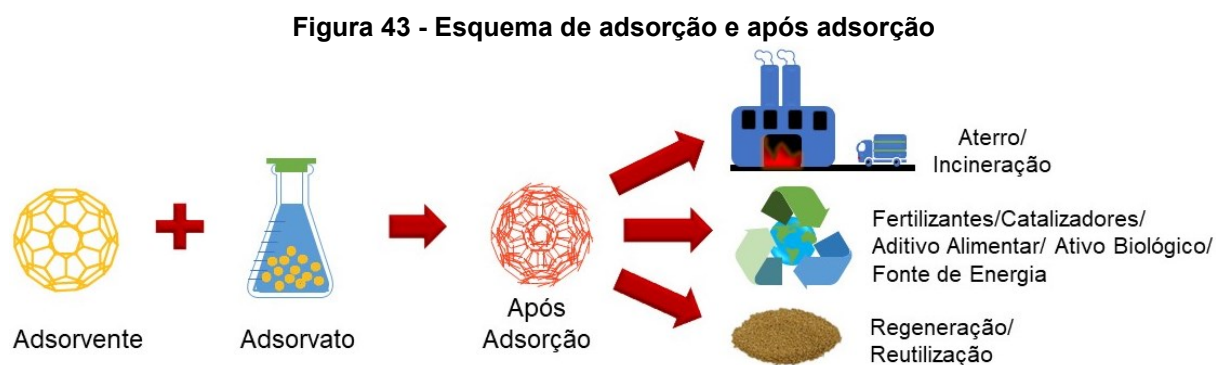 Figura 43 - Esquema de adsorção e após adsorção
Adsorvente
Adsorvato
Após
Adsorção
Aterro/
Incineração
Fertilizantes/Catalizadores/
Aditivo Alimentar/ Ativo Biológico/
Fonte de Energia
Regeneração/
Reutilização